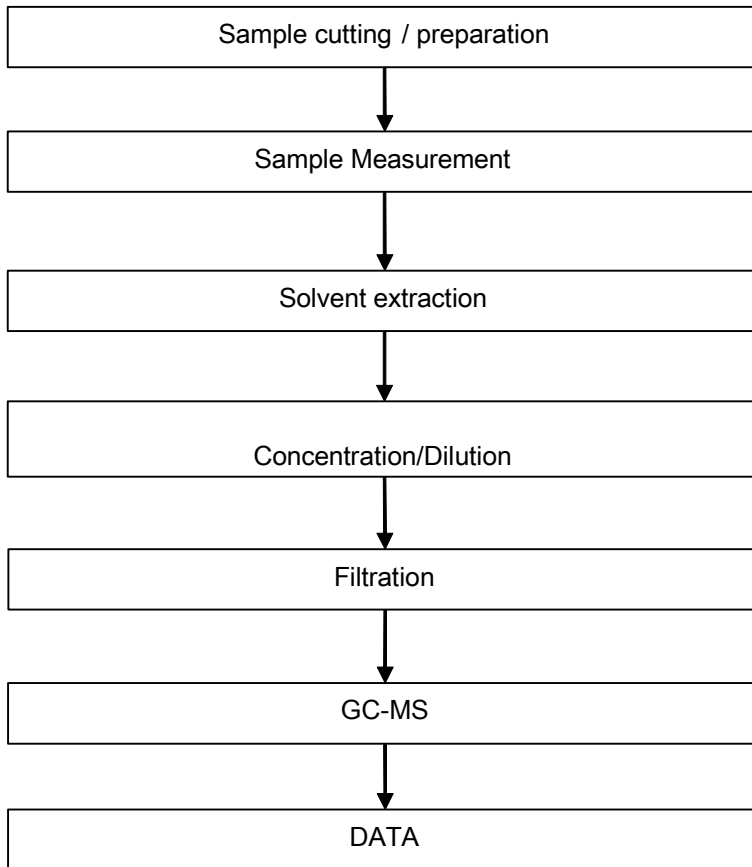 Sample cutting / preparation
Sample Measurement
Solvent extraction
Concentration/Dilution
Filtration
GC-MS
DATA